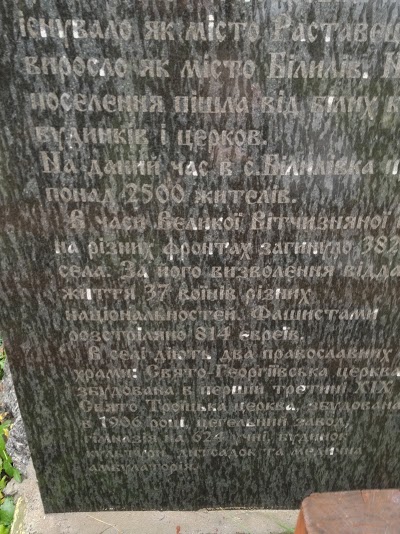 існувало як місто Раставец
виросло як місто Білилів. Н
поселення пішла від білих
будинків і церков.
На даний час в с.Білилівка
понад 2500 жителів.
В часи Великої Вітчизняної
на різних фронтах загинуло 382
села. За його визволення відда
життя 37 воїнів різних
національностей. Фашистами
розстріляно 814 євреїв.
В селі діють два православних
храми: Свято-Георгіївська церква
збудована в першій третині XIX
Свято Троїцька церква, збудована
в 1906 році, цегельний завод,
гімназія на 624 учні, будинок
культури, дитсадок та медична
амбулаторія.